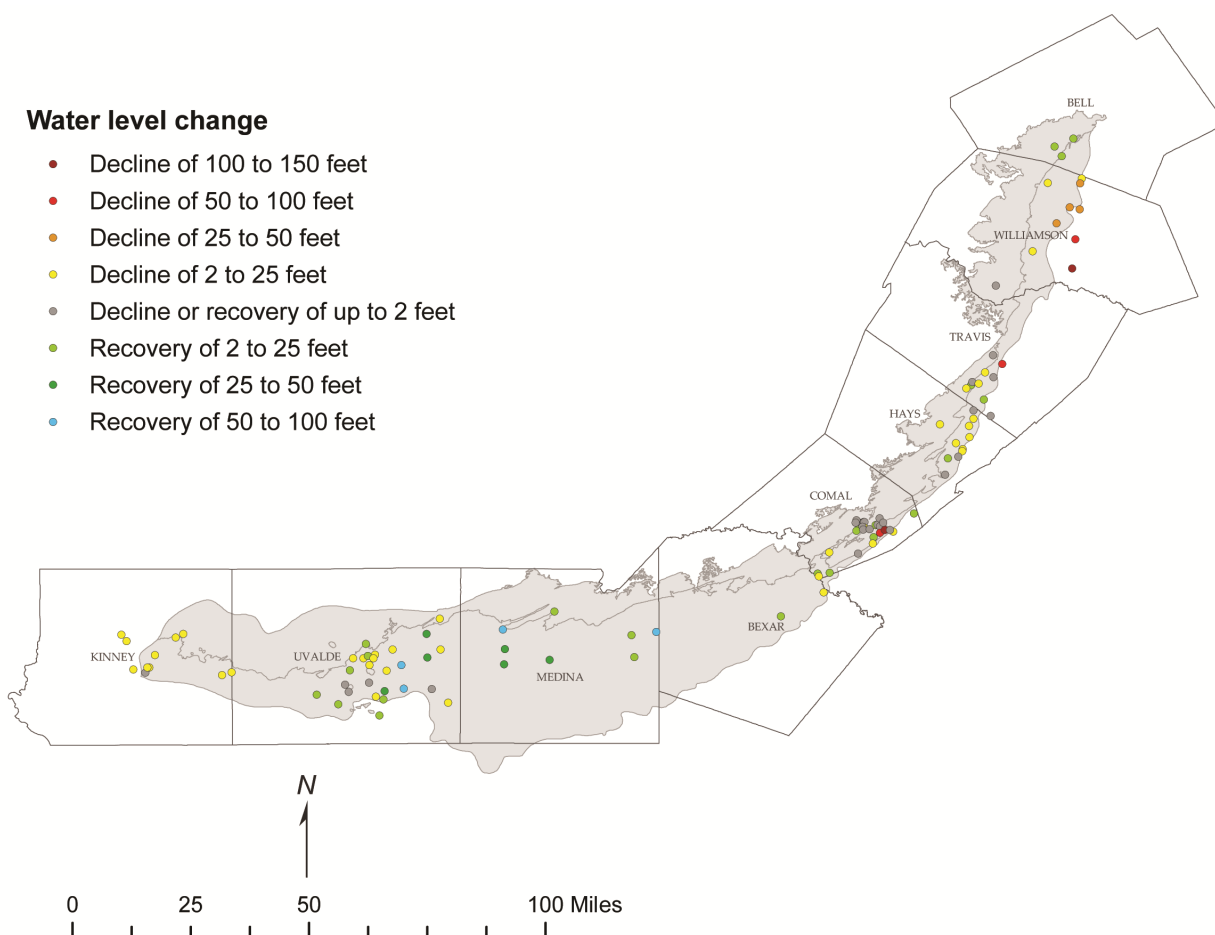 Water level change
Decline of 100 to 150 feet
Decline of 50 to 100 feet
Decline of 25 to 50 feet
Decline of 2 to 25 feet
Decline or recovery of up to 2 feet
Recovery of 2 to 25 feet
Recovery of 25 to 50 feet
Recovery of 50 to 100 feet
BELL
WILLIAMSON
TRAVIS
HAYS
COMAL
BEXAR
KINNEY
UVALDE
MEDINA
N
0 25 50 100 Miles